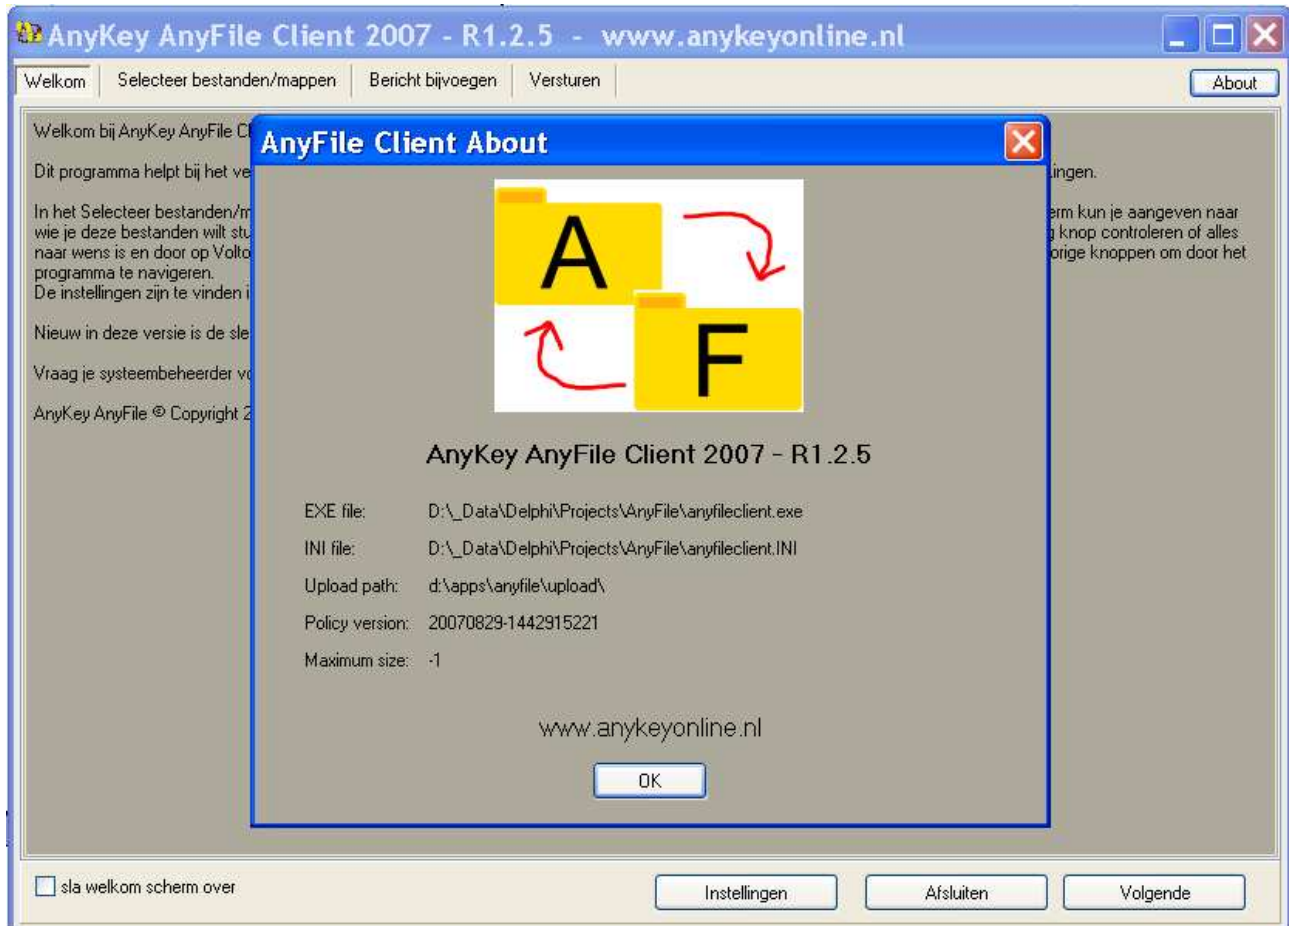 AnyKey AnyFile Client 2007 - R1.2.5 - www.anykeyonline.nl
Welkom
Selecteer bestanden/mappen
Bericht bijvoegen
Versturen
About
Welkom bij AnyKey AnyFile
Dit programma helpt bij het
In het Selecteer
wie je deze bestanden wilt
naar wens is en door op
programma te navigeren.
De instellingen zijn te vinden
Nieuw in deze versie is de
Vraag je systeembeheerder
AnyKey AnyFile © Copyright
kun je aangeven naar
knop controleren of alles
knoppen om door het
AnyFile Client About
A
F
AnyKey AnyFile Client 2007 - R1.2.5
EXE file: D:\_Data\Delphi\Projects\AnyFile\anyfileclient.exe
INI file: D:\_Data\Delphi\Projects\AnyFile\anyfileclient.INI
Upload path: d:\apps\anyfile\upload\
Policy version: 20070829-1442915221
Maximum size: -1
www.anykeyonline.nl
OK
sla welkom scherm over
Instellingen
Afsluiten
Volgende